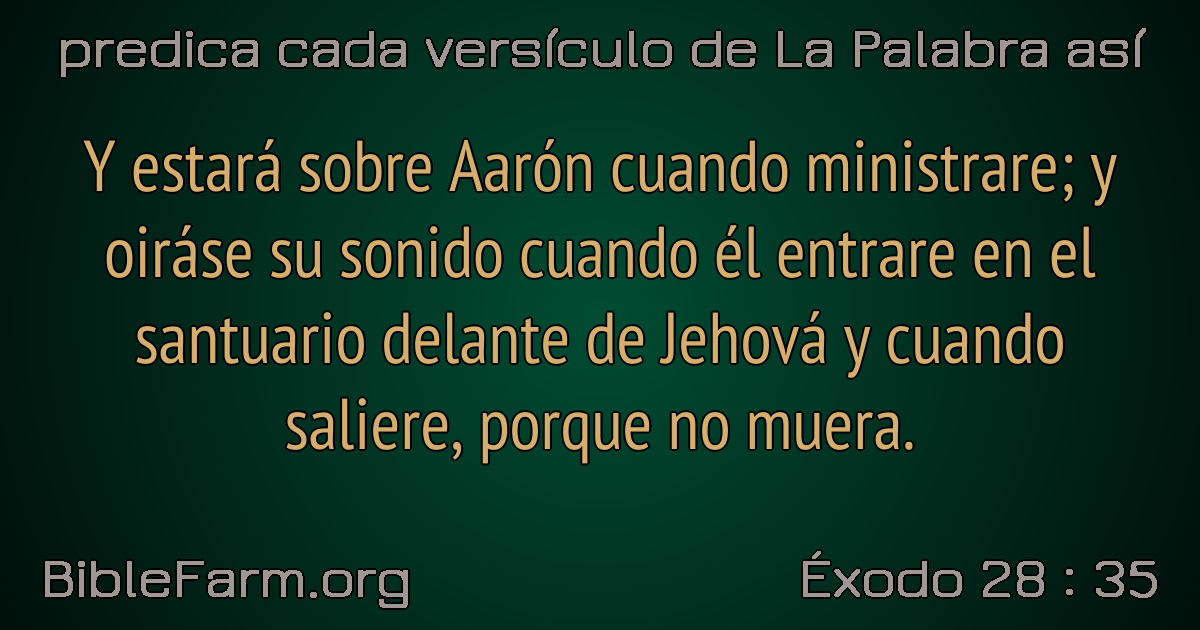 predica cada versículo de La Palabra así
Y estará sobre Aarón cuando ministrare; y
oiráse su sonido cuando él entrare en el
santuario delante de Jehová y cuando
saliere, porque no muera.
BibleFarm.org
Éxodo 28 : 35